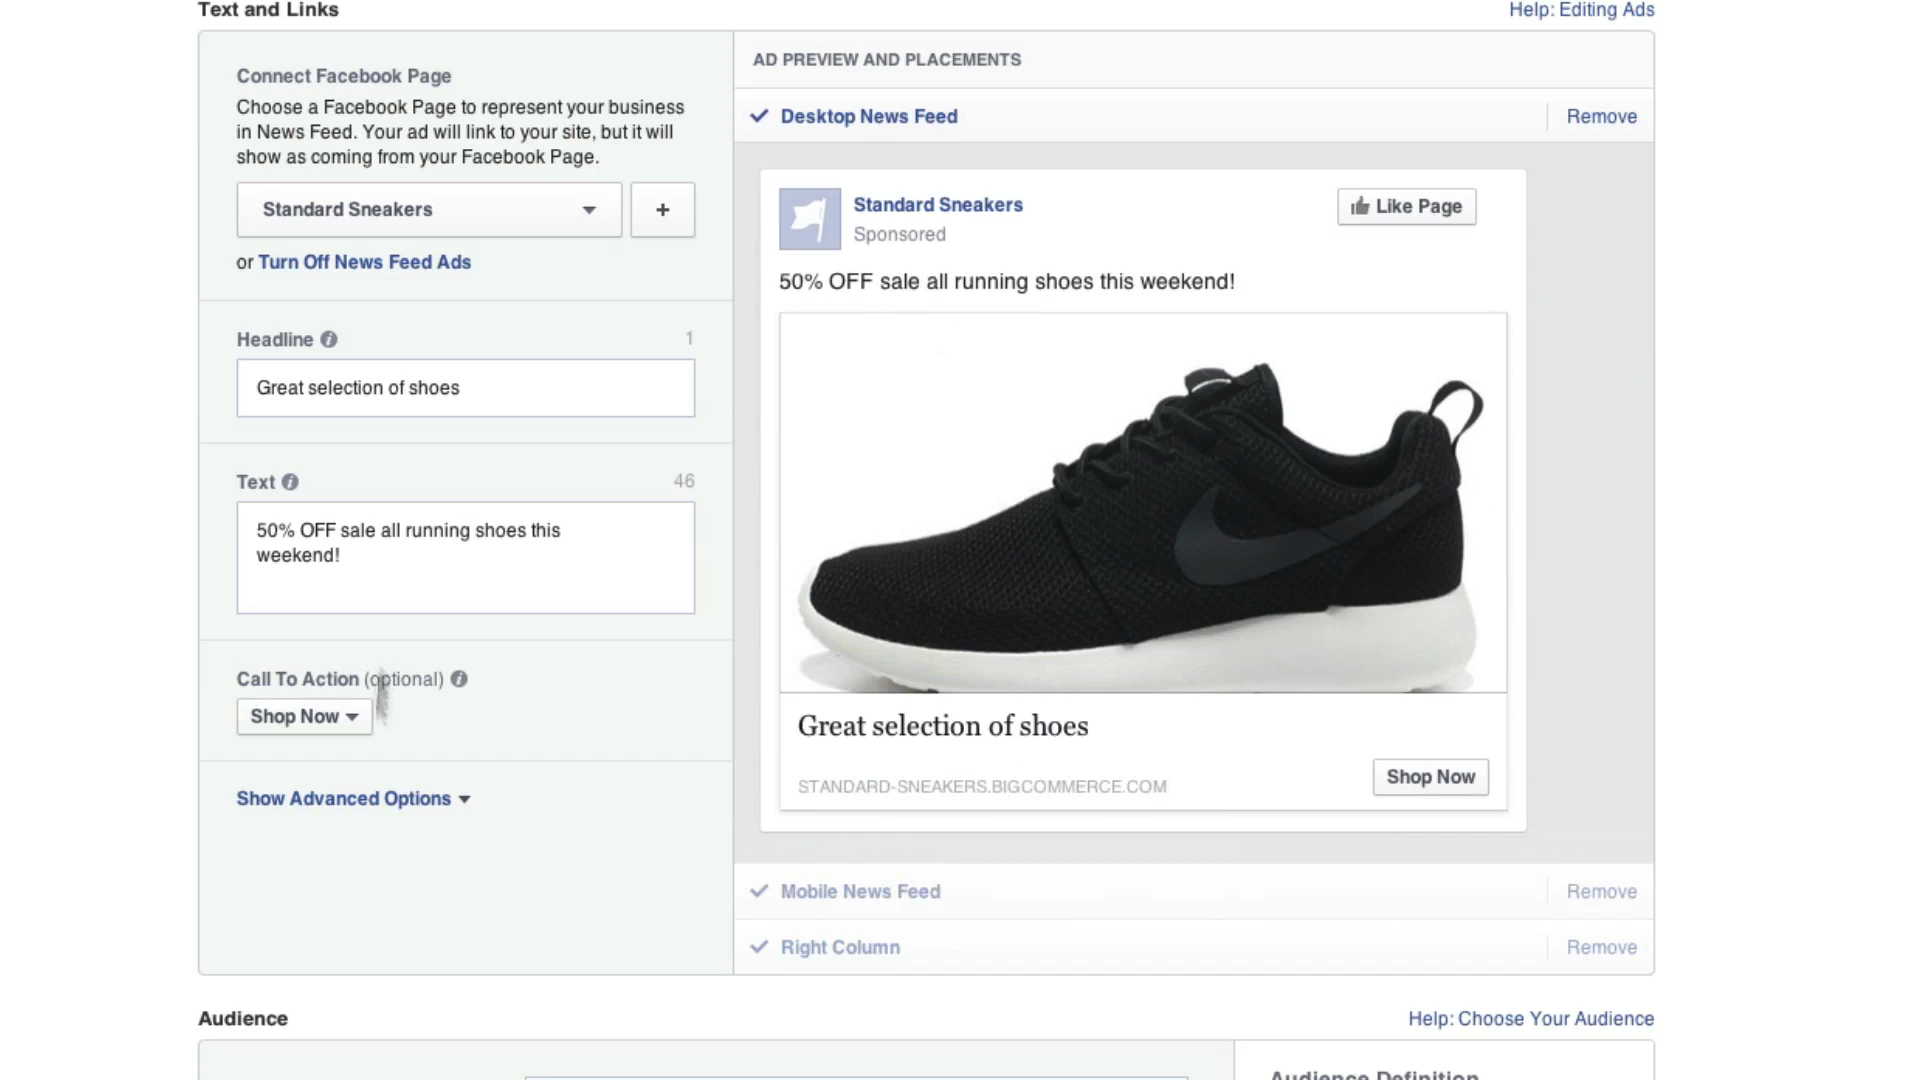 Text and Links
Help: Editing Ads
Connect Facebook Page
Choose a Facebook Page to represent your business
in News Feed. Your ad will link to your site, but it will
show as coming from your Facebook Page.
Standard Sneakers
+
or Turn Off News Feed Ads
Headline
1
Great selection of shoes
Text
46
50% OFF sale all running shoes this
weekend!
Call To Action (optional)
Shop Now
Show Advanced Options
AD PREVIEW AND PLACEMENTS
Desktop News Feed
Remove
Standard Sneakers
Sponsored
Like Page
50% OFF sale all running shoes this weekend!
Great selection of shoes
STANDARD-SNEAKERS.BIGCOMMERCE.COM
Shop Now
Mobile News Feed
Remove
Right Column
Remove
Audience
Help: Choose Your Audience
Audience Definition